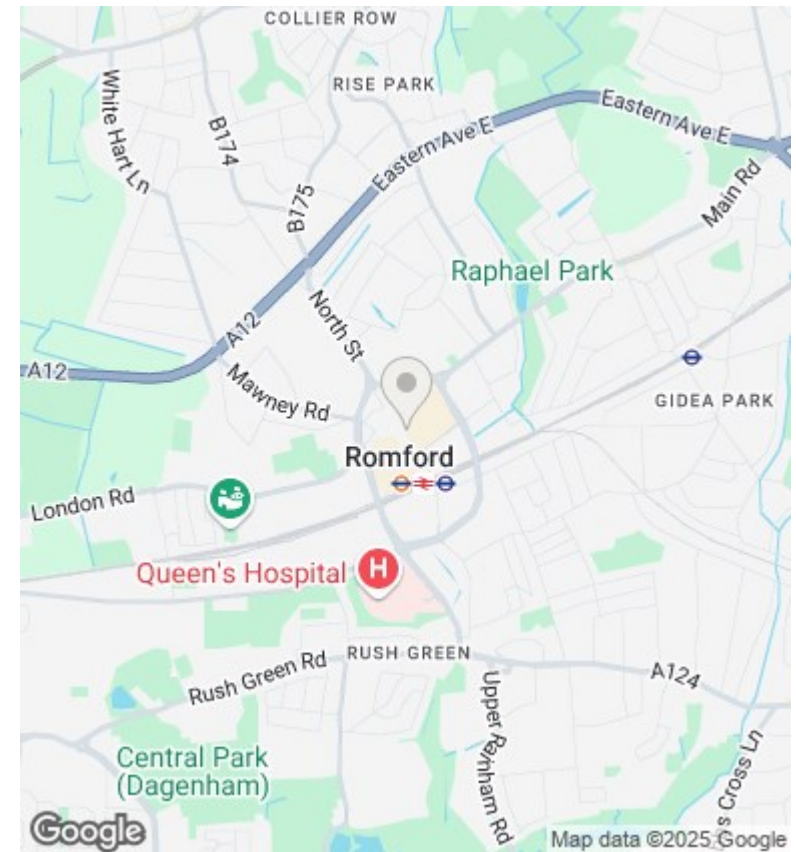 COLLIER ROW
RISE PARK
White Hart Ln
B174
B175
Eastern Ave E
Eastern Ave E
Main Rd
Raphael Park
North St
A12
A12
Mawney Rd
GIDEA PARK
Romford
London Rd
Queen's Hospital
H
RUSH GREEN
Rush Green Rd
A124
Upper Rainham Rd
Central Park
(Dagenham)
s Cross Ln
Google
Map data ©2025 Google